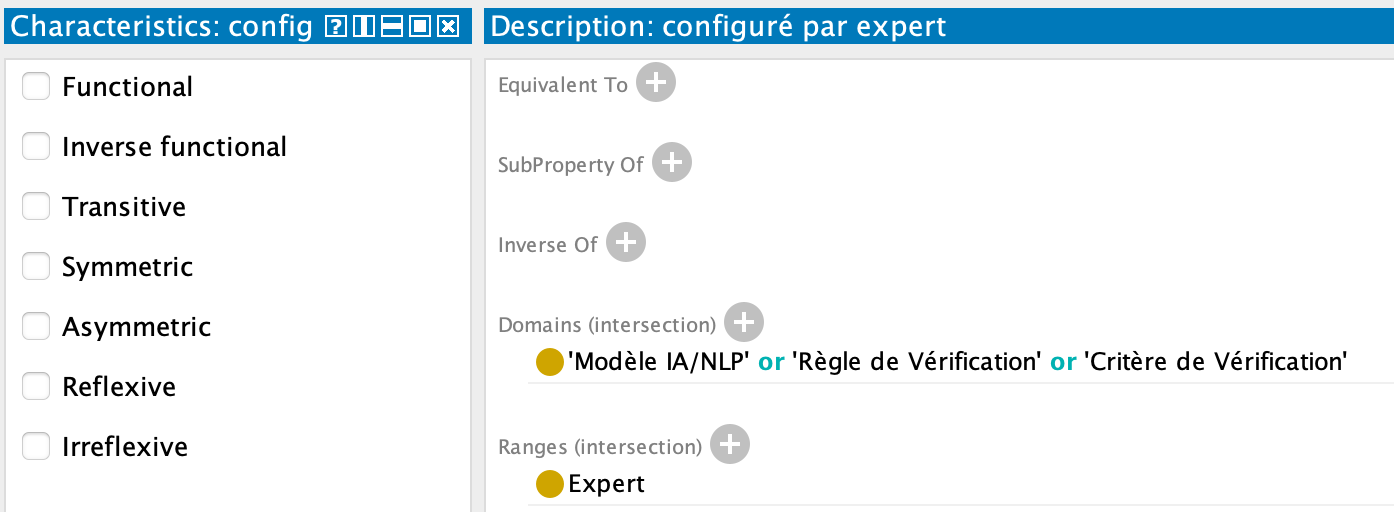 Characteristics: config
Functional
Inverse functional
Transitive
Symmetric
Asymmetric
Reflexive
Irreflexive
Description: configuré par expert
Equivalent To
SubProperty Of
Inverse Of
Domains (intersection)
'Modèle IA/NLP' or 'Règle de Vérification' or 'Critère de Vérification'
Ranges (intersection)
Expert